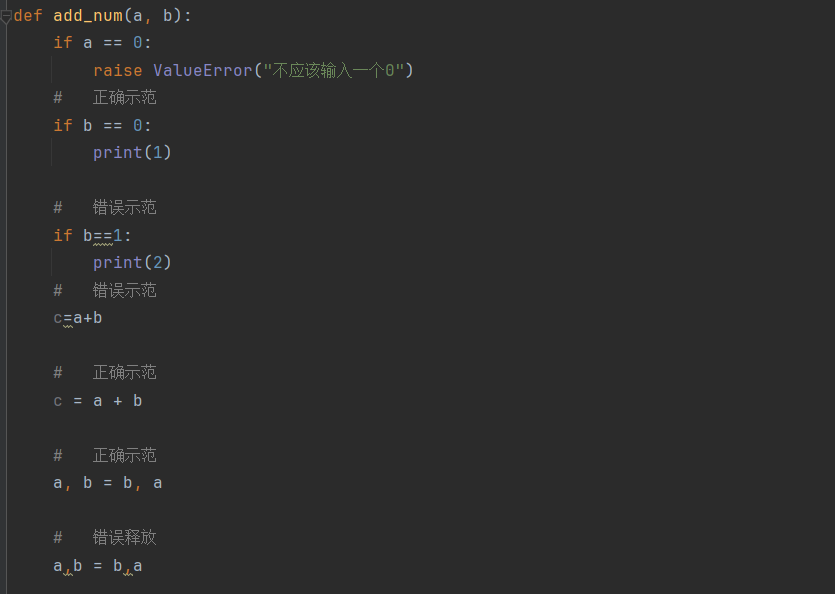 def add_num(a, b):
    if a == 0:
        raise ValueError("不应该输入一个0")
    #   正确示范
    if b == 0:
        print(1)
    #   错误示范
    if b==1:
        print(2)
    #   错误示范
    c=a+b
    #   正确示范
    c = a + b
    #   正确示范
    a, b = b, a
    #   错误释放
    a,b = b,a